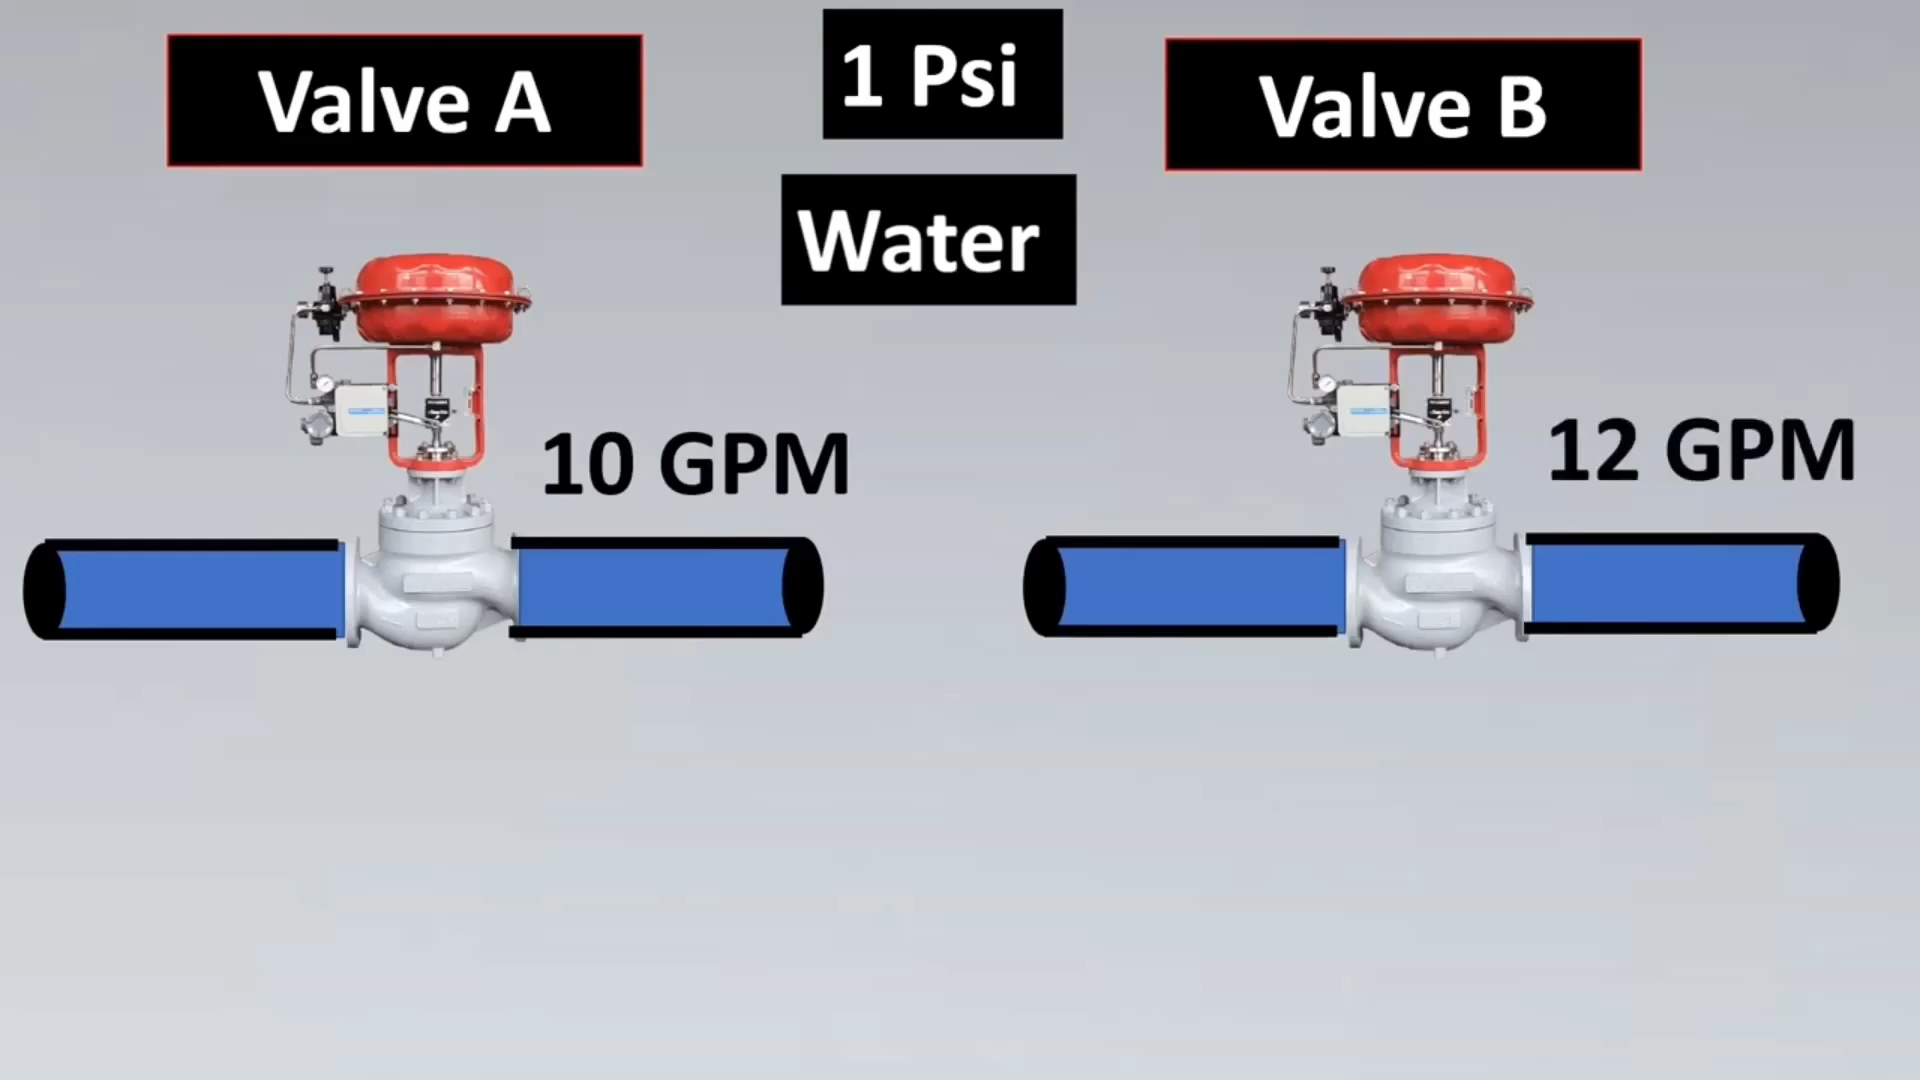 Valve A
1 Psi
Valve B
Water
10 GPM
12 GPM